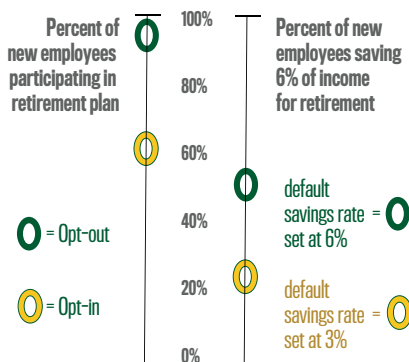 Percent of
new employees
participating in
retirement plan
= Opt-out
= Opt-in
100%
80%
60%
40%
20%
0%
Percent of new
employees saving
6% of income
for retirement
default
savings rate =
set at 6%
default
savings rate =
set at 3%